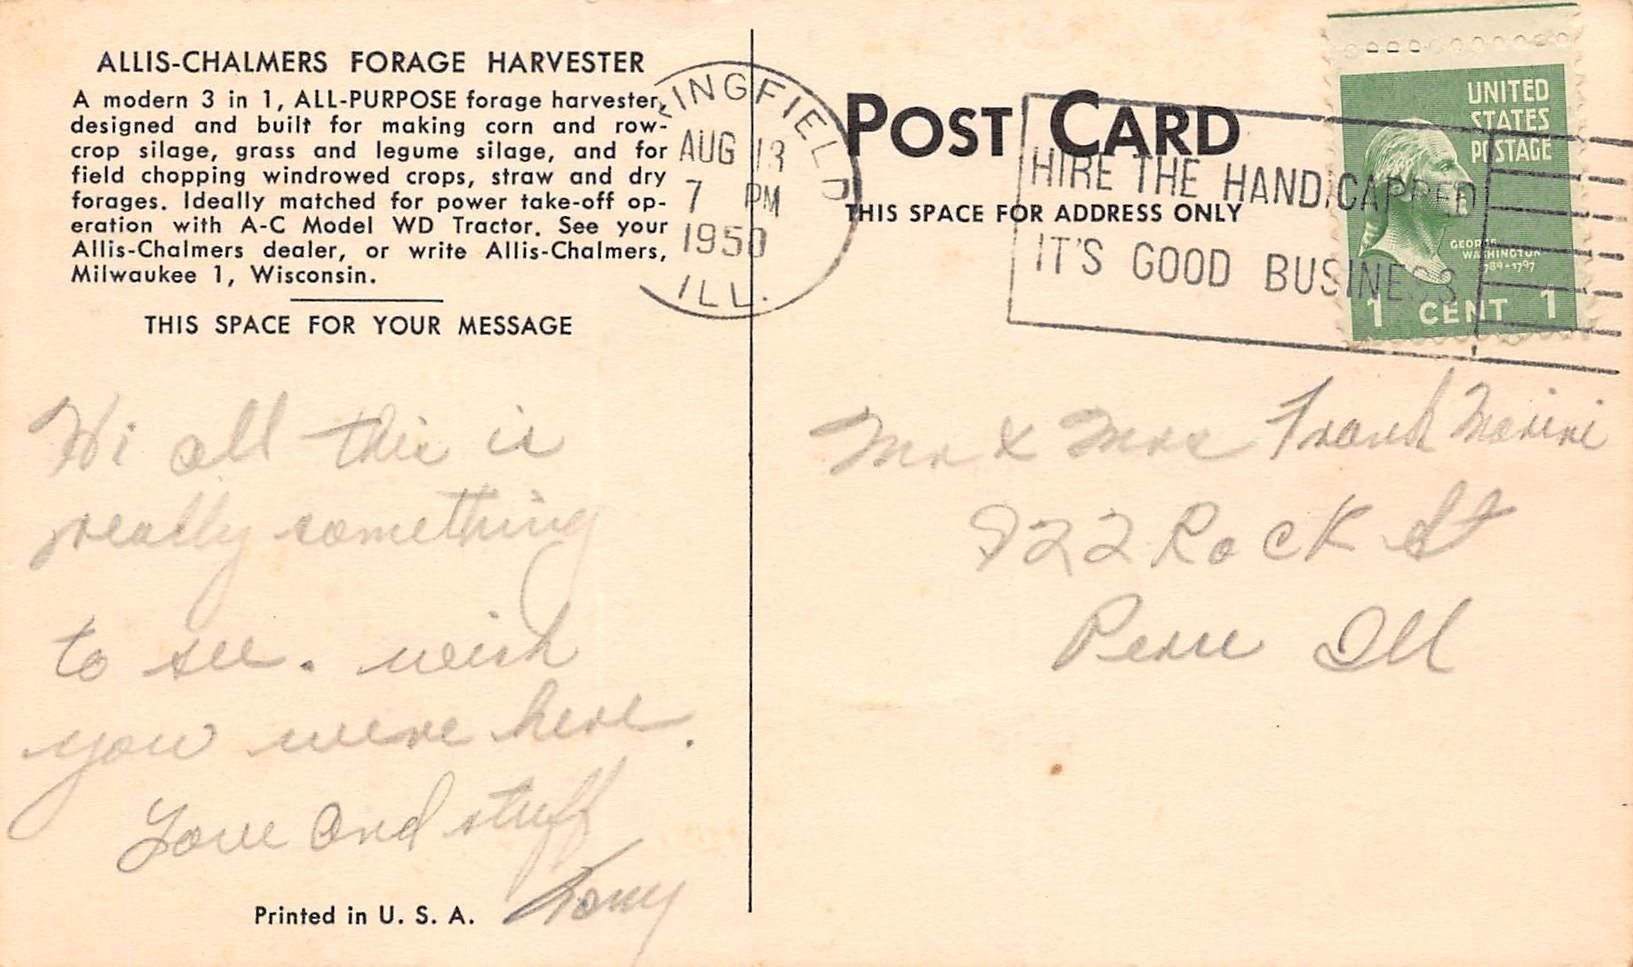 ALLIS-CHALMERS FORAGE HARVESTER
A modern 3 in 1, ALL-PURPOSE forage harvester,
designed and built for making corn and row-
crop silage, grass and legume silage, and for
field chopping windrowed crops, straw and dry
forages. Ideally matched for power take-off op-
eration with A-C Model WD Tractor. See your
Allis-Chalmers dealer, or write Allis-Chalmers,
Milwaukee 1, Wisconsin.
THIS SPACE FOR YOUR MESSAGE
Hi all this is
really something
to see. wish
you were here.
Love and stuff
Tony
Printed in U. S. A.
INGFIELD
AUG 13
7 PM
1950
ILL.
POST CARD
THIS SPACE FOR ADDRESS ONLY
HIRE THE HANDICAPPED
IT'S GOOD BUSINESS
UNITED
STATES
POSTAGE
GEORGE
WASHINGTON
1789-1797
1 CENT 1
Mr & Mrs Frank Marini
922 Rock St
Peru Ill